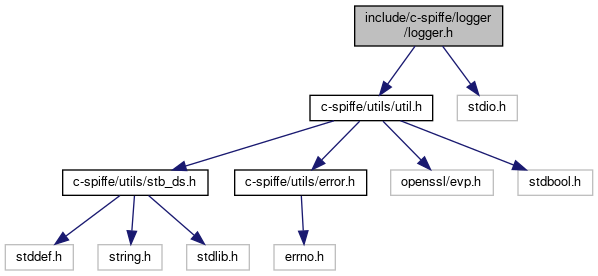 include/c-spiffe/logger
/logger.h
c-spiffe/utils/util.h
stdio.h
c-spiffe/utils/stb_ds.h
c-spiffe/utils/error.h
openssl/evp.h
stdbool.h
stddef.h
string.h
stdlib.h
errno.h